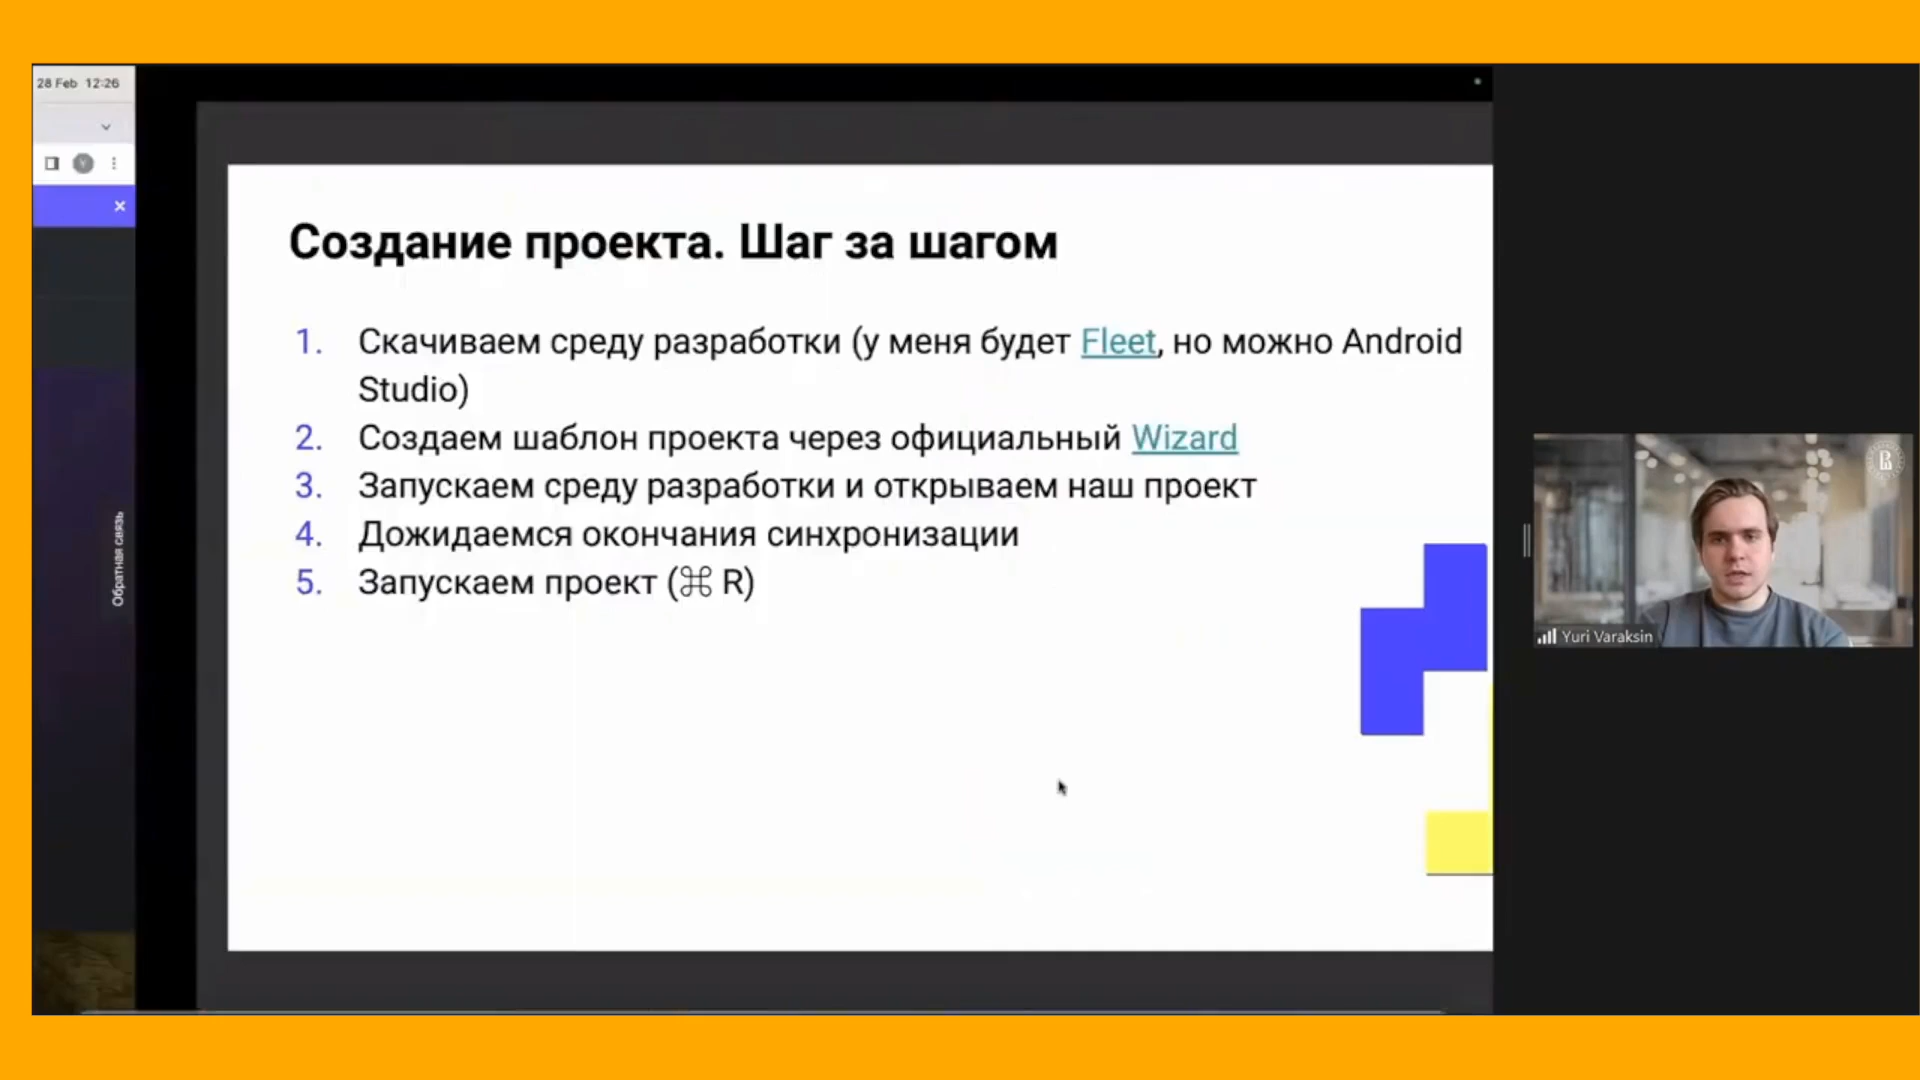 28 Feb 12:26
Создание проекта. Шаг за шагом
1. Скачиваем среду разработки (у меня будет Fleet, но можно Android
Studio)
2. Создаем шаблон проекта через официальный Wizard
3. Запускаем среду разработки и открываем наш проект
4. Дожидаемся окончания синхронизации
5. Запускаем проект (⌘ R)
Обратная связь
Yuri Varaksin